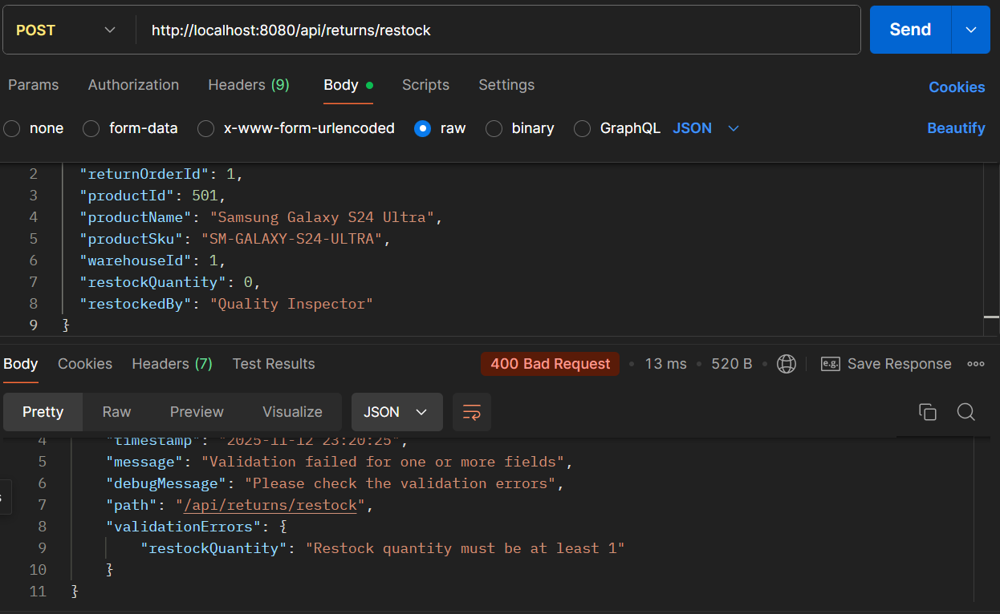 POST http://localhost:8080/api/returns/restock Send
Params Authorization Headers (9) Body Scripts Settings Cookies
none form-data x-www-form-urlencoded raw binary GraphQL JSON Beautify
2 "returnOrderId": 1,
3 "productId": 501,
4 "productName": "Samsung Galaxy S24 Ultra",
5 "productSku": "SM-GALAXY-S24-ULTRA",
6 "warehouseId": 1,
7 "restockQuantity": 0,
8 "restockedBy": "Quality Inspector"
9 }
Body Cookies Headers (7) Test Results 400 Bad Request • 13 ms • 520 B • e.g. Save Response
Pretty Raw Preview Visualize JSON
4 "timestamp": "2025-11-12 23:20:25",
5 "message": "Validation failed for one or more fields",
6 "debugMessage": "Please check the validation errors",
7 "path": "/api/returns/restock",
8 "validationErrors": {
9 "restockQuantity": "Restock quantity must be at least 1"
10 }
11 }